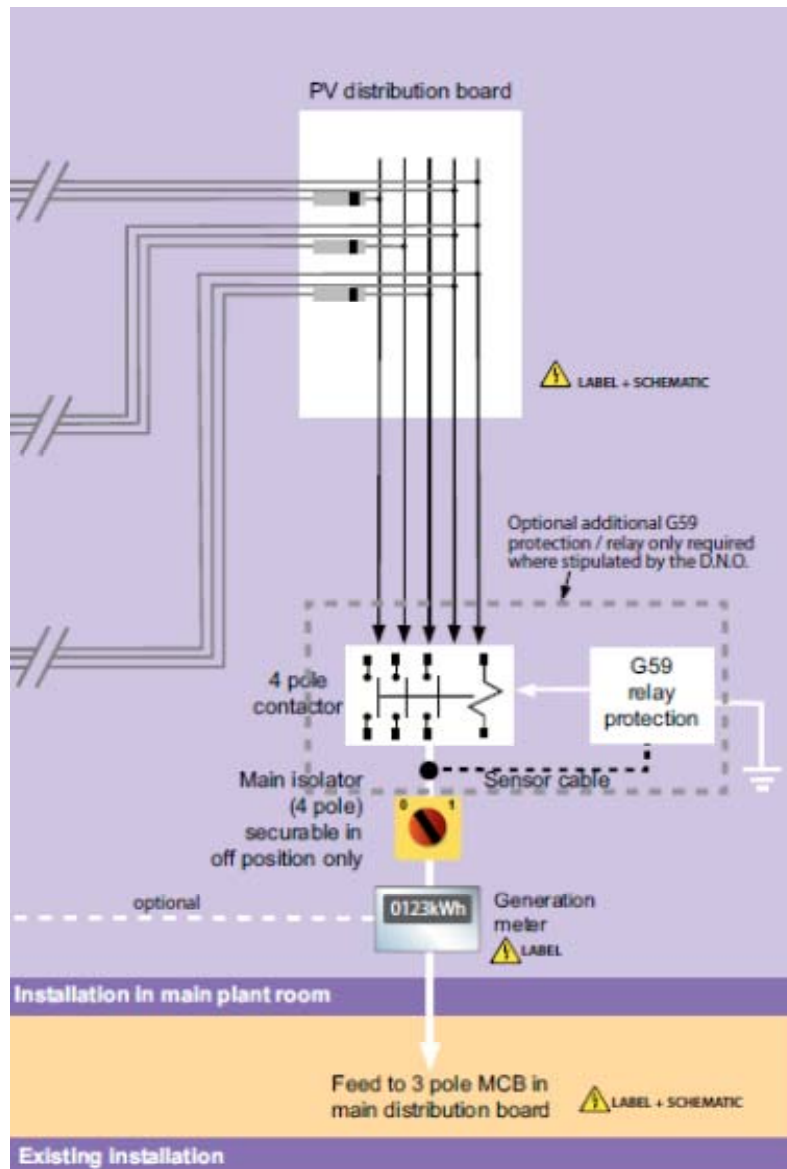 PV distribution board
LABEL + SCHEMATIC
Optional additional G59
protection / relay only required
where stipulated by the D.N.O.
4 pole
contactor
G59
relay
protection
Sensor cable
Main isolator
(4 pole)
securable in
off position only
0 1
optional
0123kWh
Generation
meter
LABEL
Installation in main plant room
Feed to 3 pole MCB in
main distribution board
LABEL + SCHEMATIC
Existing installation